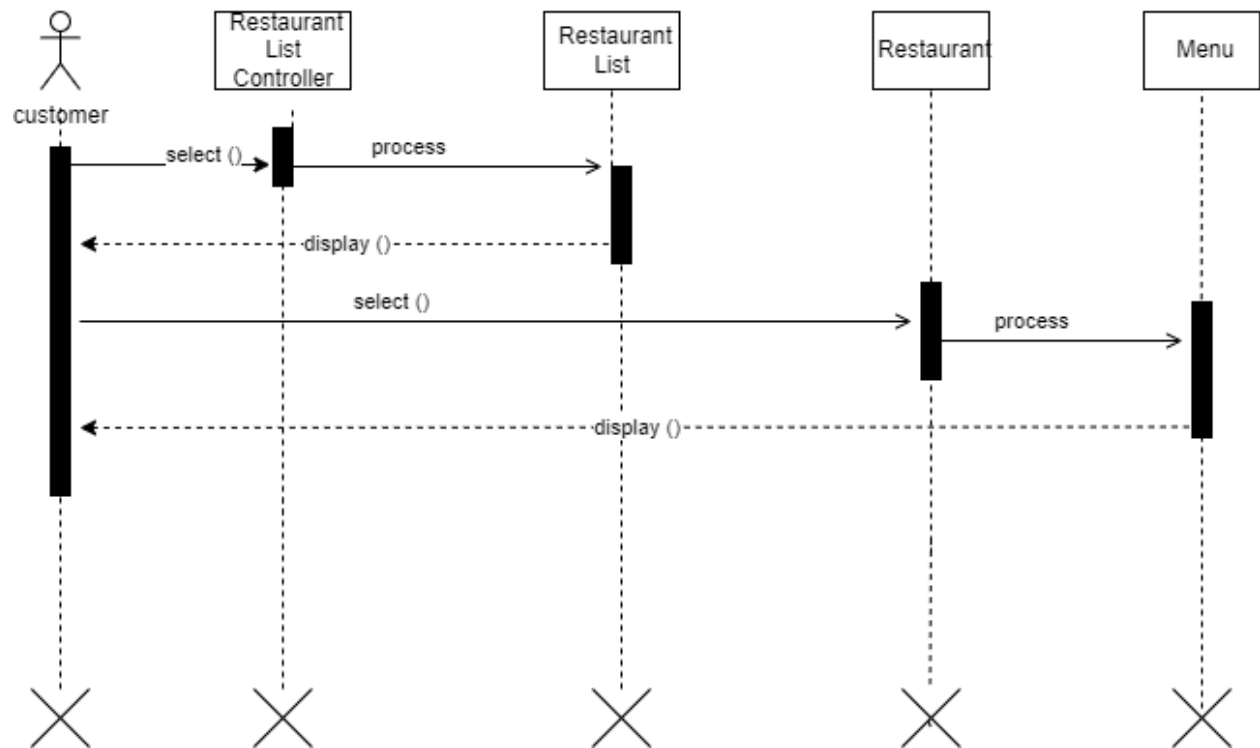 Restaurant
List
Controller
Restaurant
List
Restaurant
Menu
customer
select ()
process
display ()
select ()
process
display ()